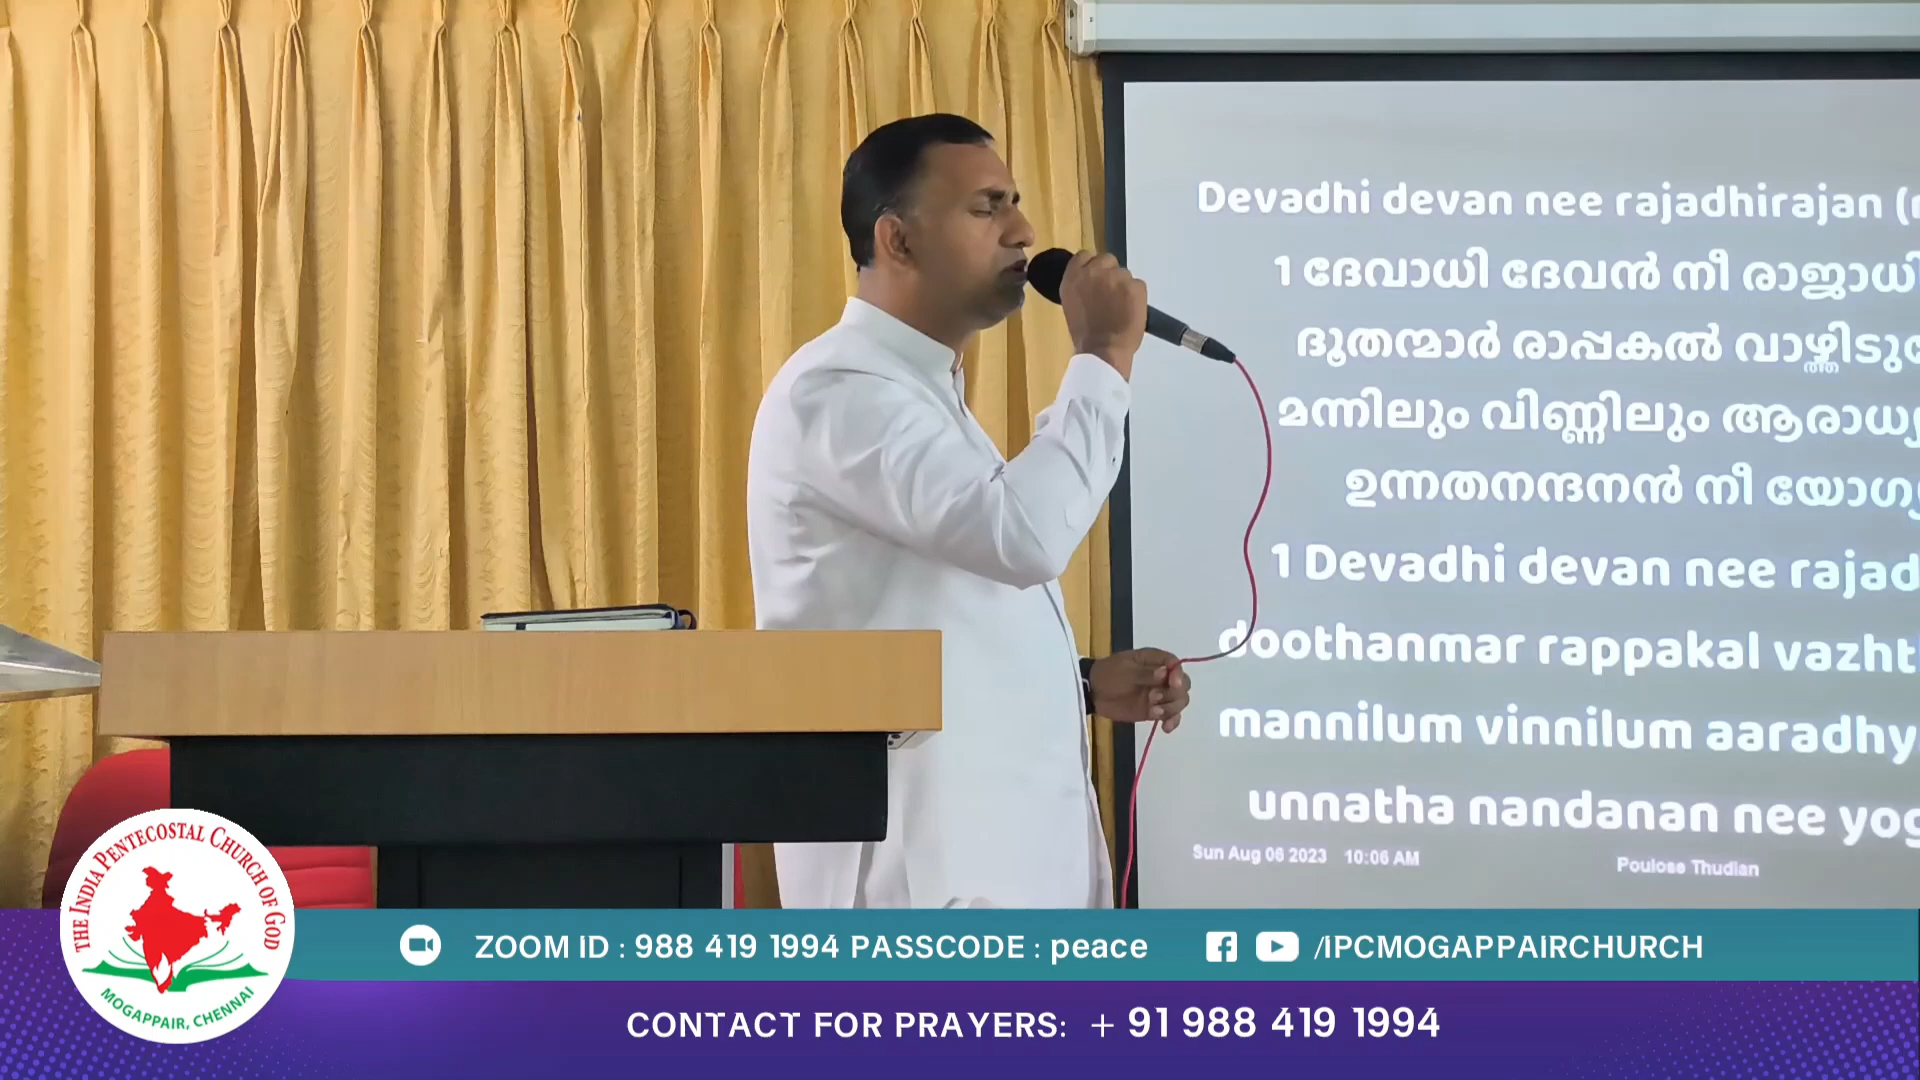 Devadhi devan nee rajadhirajan
1 ദേവാധി ദേവൻ നീ
ദൂതന്മാർ രാപ്പകൽ
മന്നിലും വിണ്ണിലും
ഉന്നതനന്ദനൻ നീ
1 Devadhi devan nee
doothanmar rappakal
mannilum vinnilum
unnatha nandanan nee
Sun Aug 06 2023 10:06 AM
Poulose Thudian
THE INDIA PENTECOSTAL CHURCH OF GOD
MOGAPPAIR, CHENNAI
ZOOM ID : 988 419 1994 PASSCODE : peace
/IPCMOGAPPAIRCHURCH
CONTACT FOR PRAYERS: + 91 988 419 1994